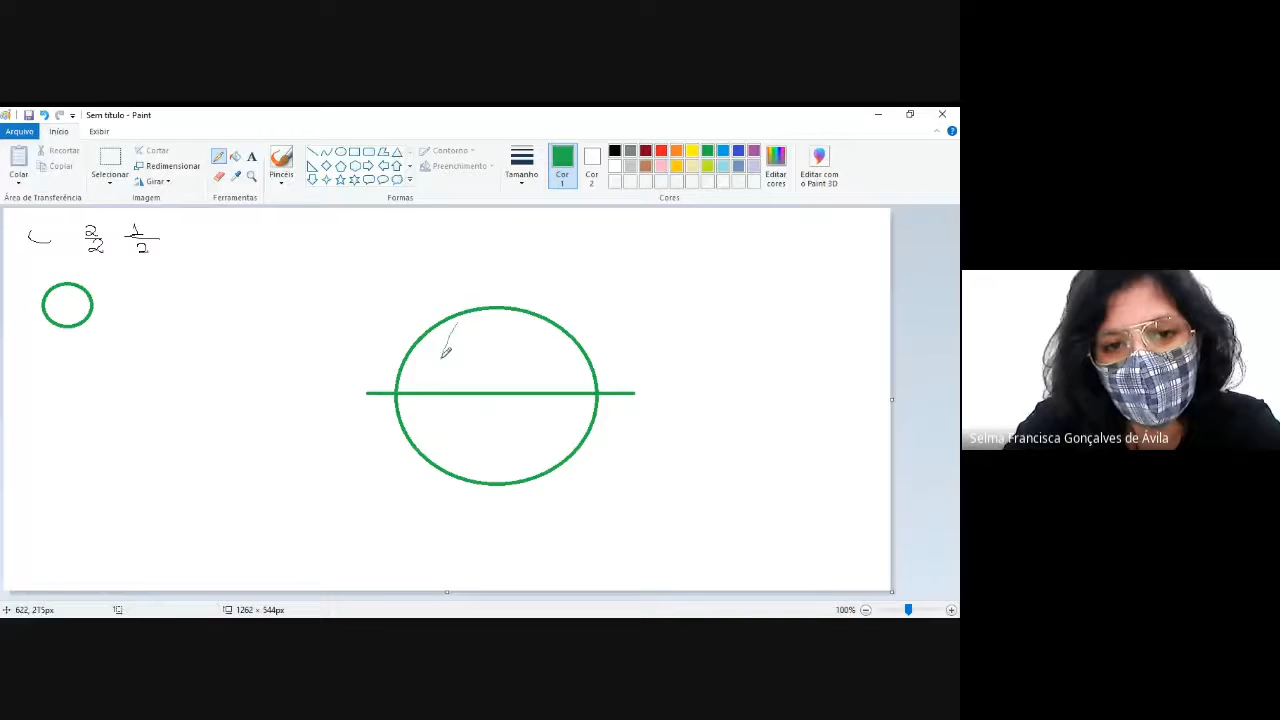 Sem título - Paint
Arquivo Início Exibir
Colar
Recortar
Copiar
Área de Transferência
Selecionar
Cortar
Redimensionar
Girar
Imagem
A
Ferramentas
Pincéis
Contorno
Preenchimento
Formas
Tamanho
Cor 1
Cor 2
Editar cores
Cores
Editar com o Paint 3D
2 1
2 2
Selma Francisca Gonçalves de Ávila
622, 215px
1262 × 544px
100%